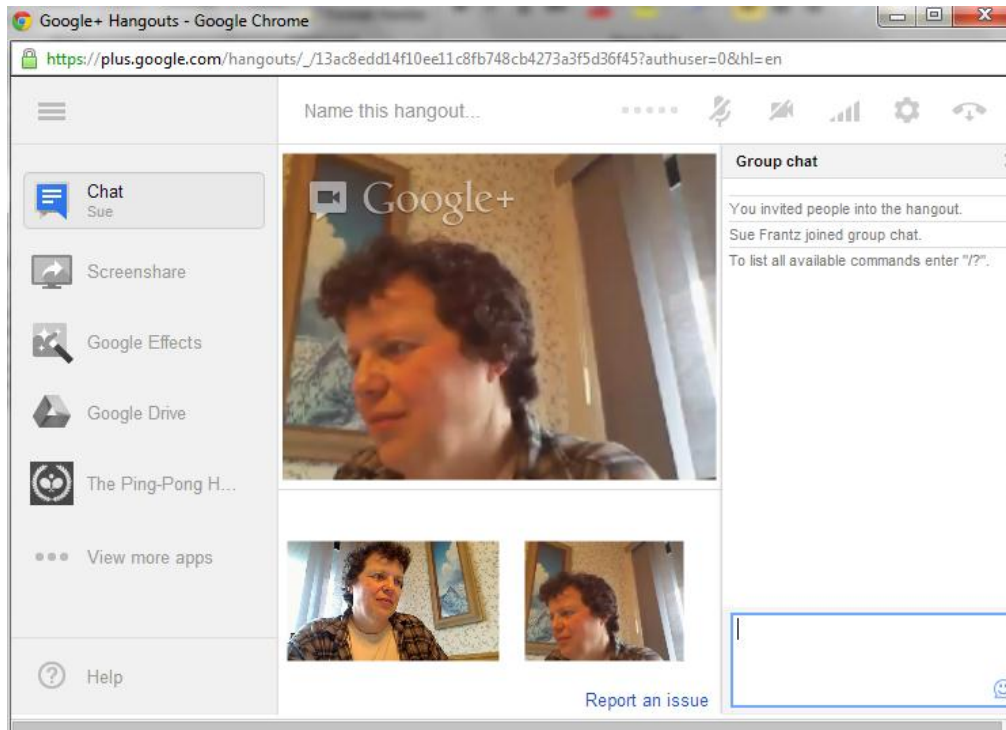 Google+ Hangouts - Google Chrome
https://plus.google.com/hangouts/_/13ac8edd14f10ee11c8fb748cb4273a3f5d36f45?authuser=0&hl=en
Name this hangout...
Chat
Sue
Screenshare
Google Effects
Google Drive
The Ping-Pong H...
View more apps
Help
Google+
Report an issue
Group chat
You invited people into the hangout.
Sue Frantz joined group chat.
To list all available commands enter "/?".